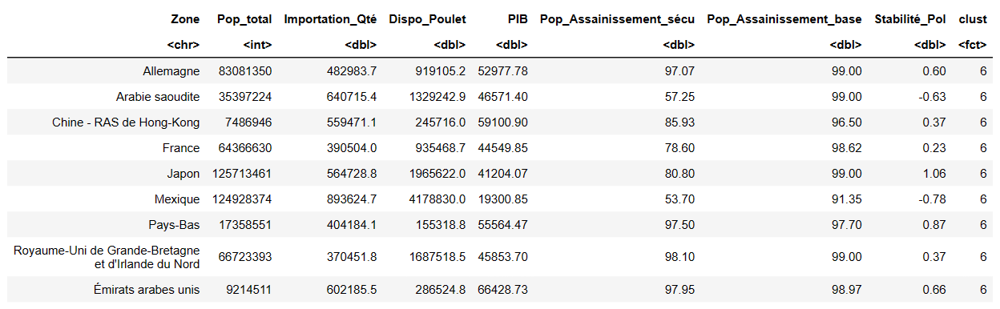 Zone Pop_total Importation_Qté Dispo_Poulet PIB Pop_Assainissement_sécu Pop_Assainissement_base Stabilité_Pol clust
<chr> <int> <dbl> <dbl> <dbl> <dbl> <dbl> <dbl> <fct>
Allemagne 83081350 482983.7 919105.2 52977.78 97.07 99.00 0.60 6
Arabie saoudite 35397224 640715.4 1329242.9 46571.40 57.25 99.00 -0.63 6
Chine - RAS de Hong-Kong 7486946 559471.1 245716.0 59100.90 85.93 96.50 0.37 6
France 64366630 390504.0 935468.7 44549.85 78.60 98.62 0.23 6
Japon 125713461 564728.8 1965622.0 41204.07 80.80 99.00 1.06 6
Mexique 124928374 893624.7 4178830.0 19300.85 53.70 91.35 -0.78 6
Pays-Bas 17358551 404184.1 155318.8 55564.47 97.50 97.70 0.87 6
Royaume-Uni de Grande-Bretagne
et d'Irlande du Nord 66723393 370451.8 1687518.5 45853.70 98.10 99.00 0.37 6
Émirats arabes unis 9214511 602185.5 286524.8 66428.73 97.95 98.97 0.66 6